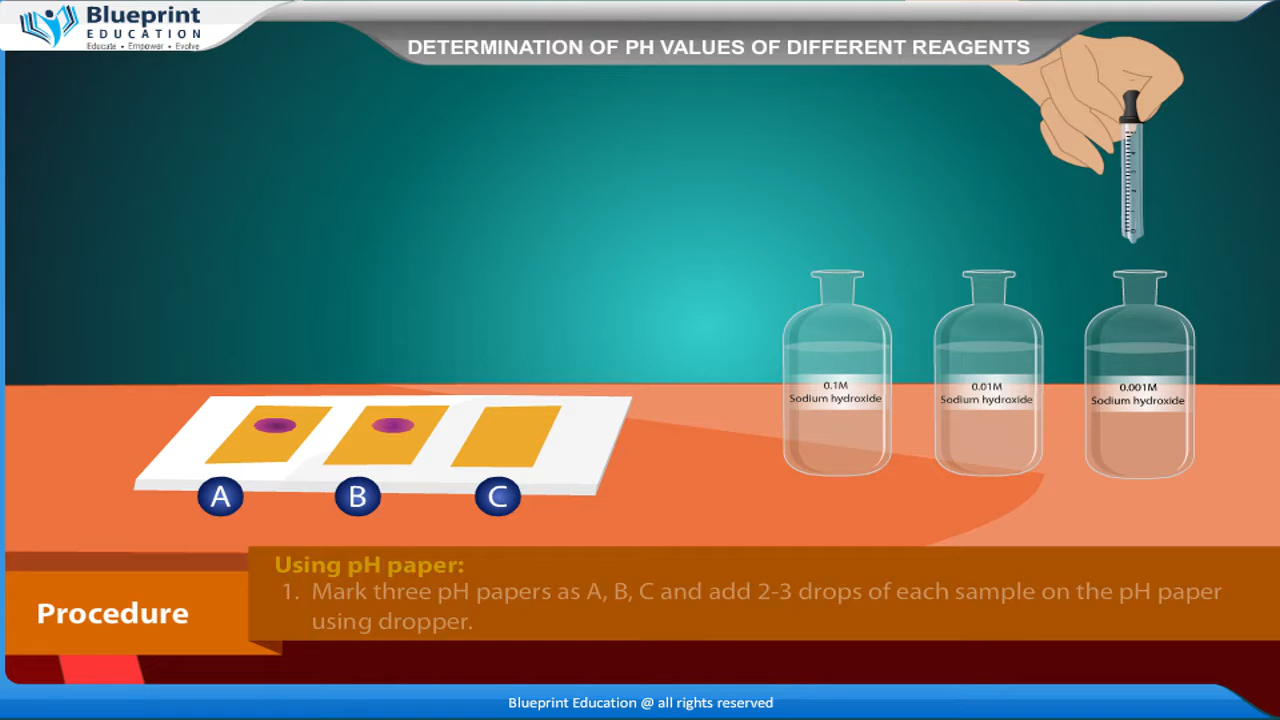 Blueprint
EDUCATION
Educate • Empower • Evolve
DETERMINATION OF PH VALUES OF DIFFERENT REAGENTS
0.1M
Sodium hydroxide
0.01M
Sodium hydroxide
0.001M
Sodium hydroxide
A
B
C
Procedure
Using pH paper:
1. Mark three pH papers as A, B, C and add 2-3 drops of each sample on the pH paper
using dropper.
Blueprint Education @ all rights reserved